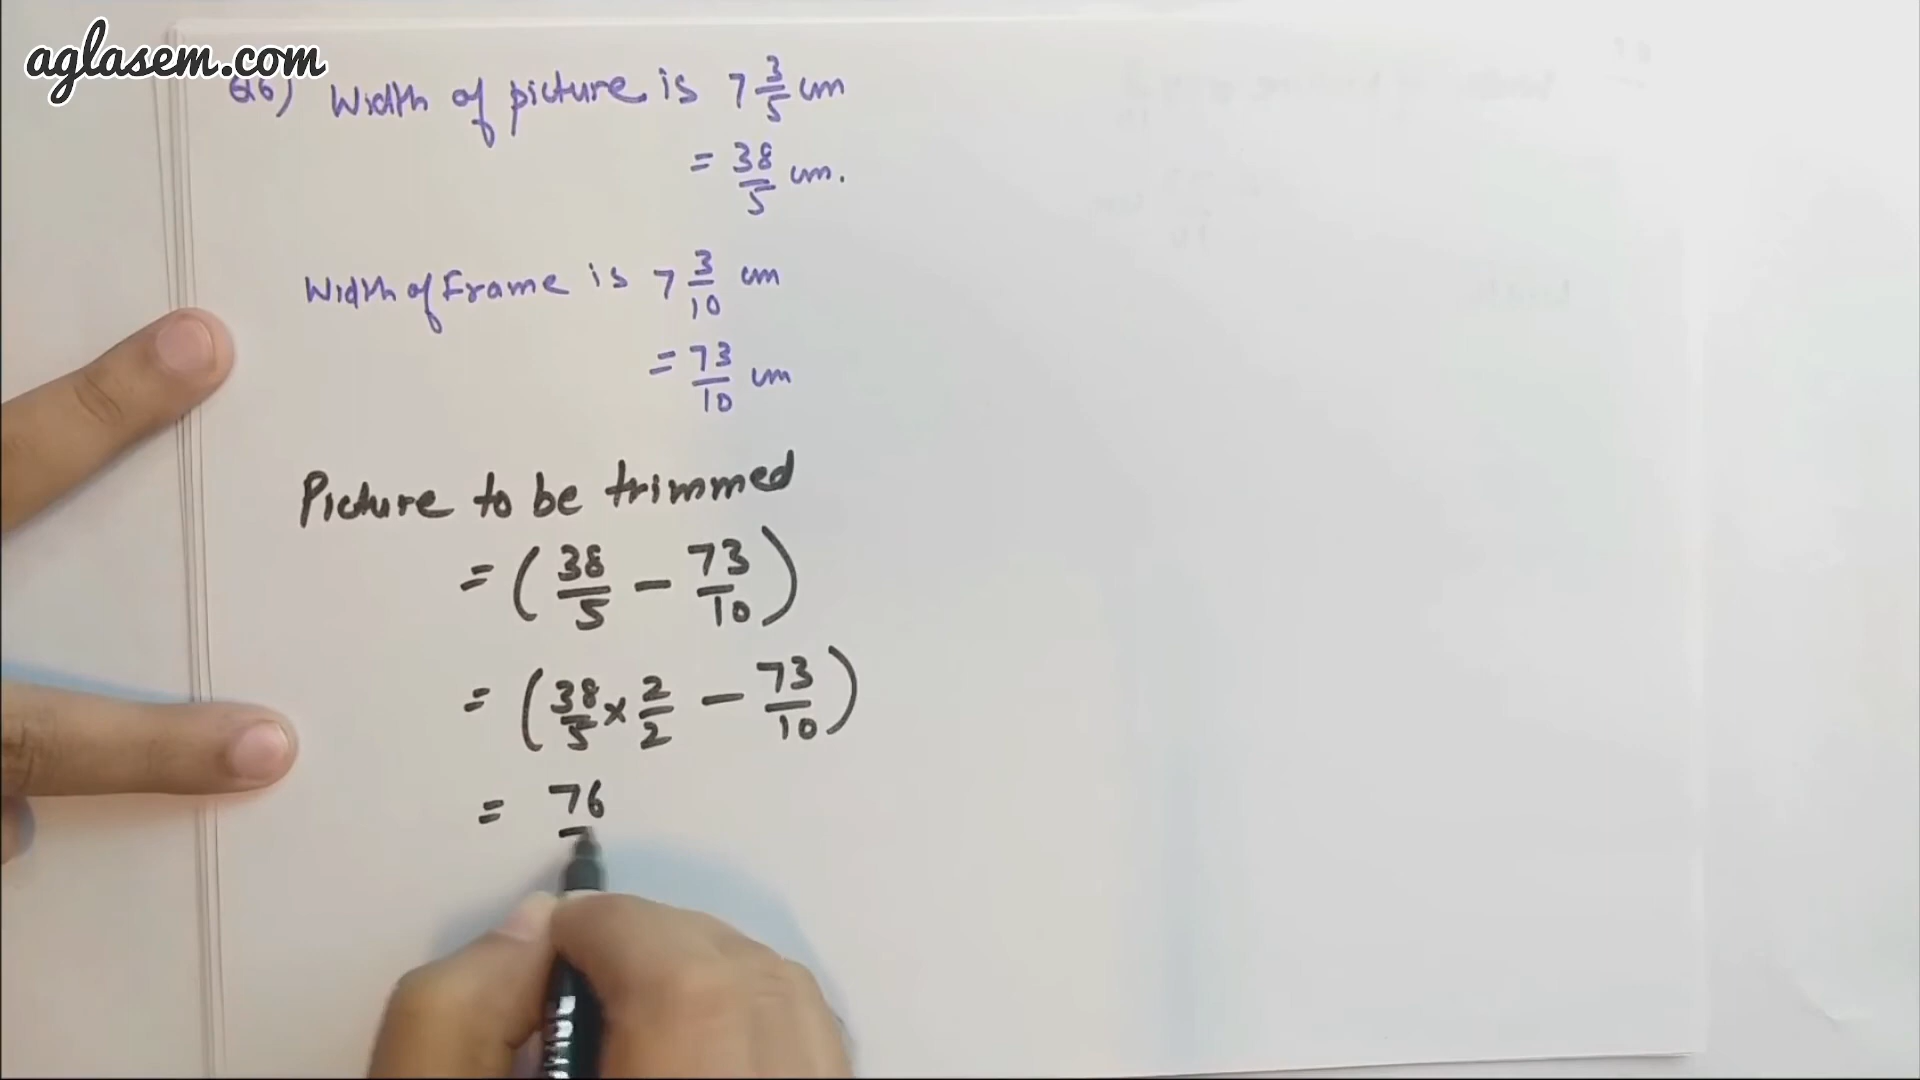 aglasem.com
Q6) Width of picture is 7 3/5 cm
= 38/5 cm.
Width of Frame is 7 3/10 cm
= 73/10 cm
Picture to be trimmed
= (38/5 - 73/10)
= (38/5 × 2/2 - 73/10)
= 76